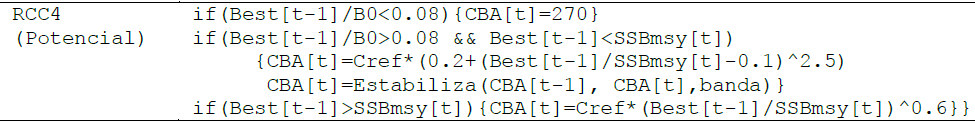 RCC4 if(Best[t-1]/B0<0.08){CBA[t]=270}
(Potencial) if(Best[t-1]/B0>0.08 && Best[t-1]<SSBmsy[t])
{CBA[t]=Cref*(0.2+(Best[t-1]/SSBmsy[t]-0.1)^2.5)
CBA[t]=Estabiliza(CBA[t-1], CBA[t],banda)}
if(Best[t-1]>SSBmsy[t]){CBA[t]=Cref*(Best[t-1]/SSBmsy[t])^0.6}}